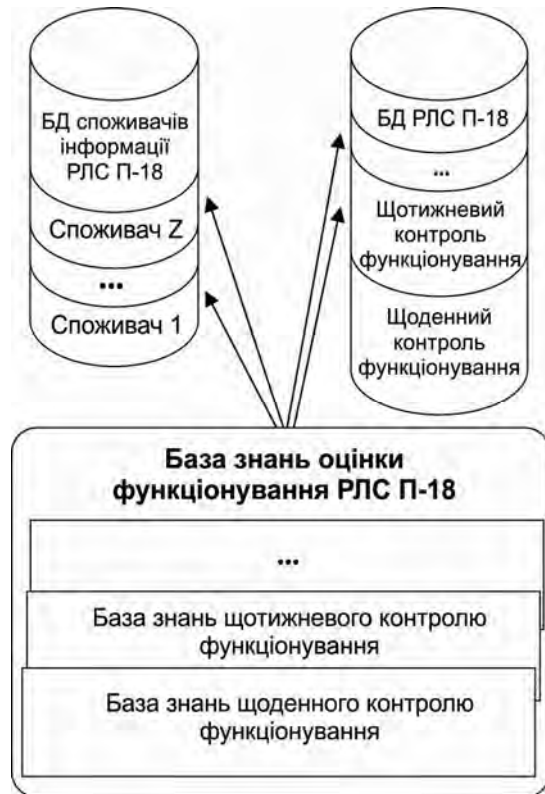 БД споживачів
інформації
РЛС П-18
Споживач Z
...
Споживач 1
БД РЛС П-18
...
Щотижневий
контроль
функціонування
Щоденний
контроль
функціонування
База знань оцінки
функціонування РЛС П-18
...
База знань щотижневого контролю
функціонування
База знань щоденного контролю
функціонування